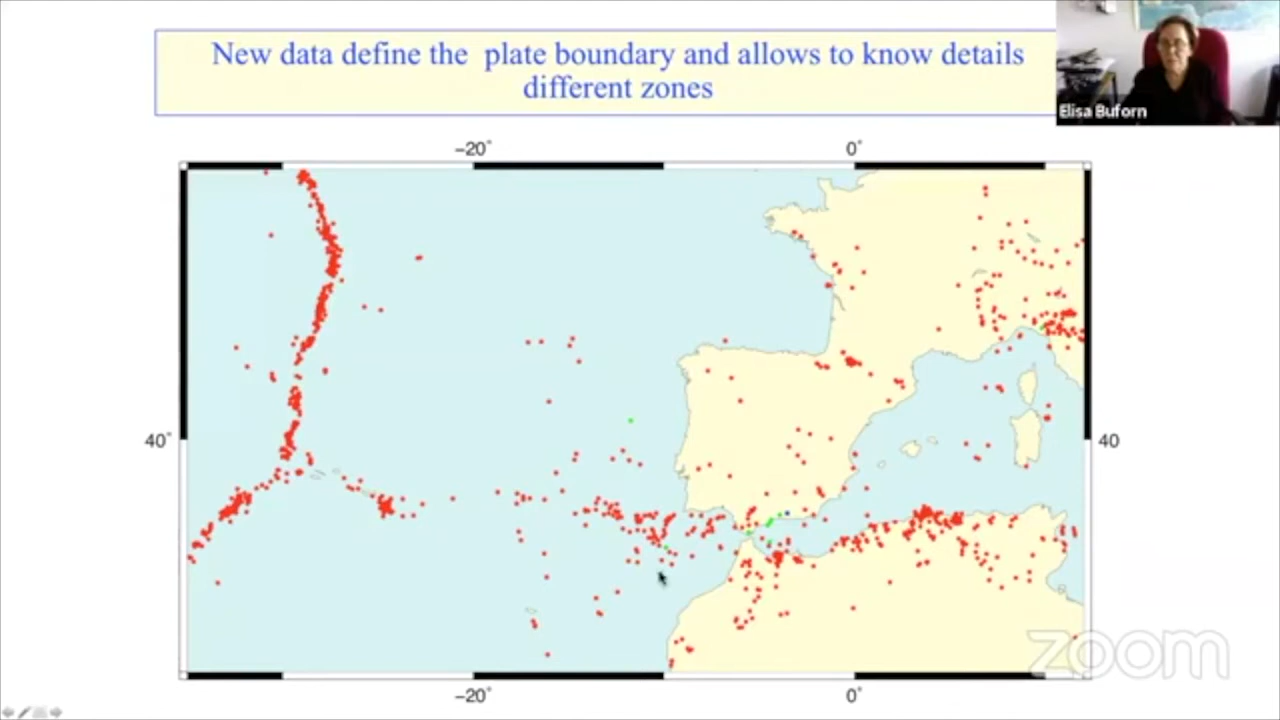 New data define the plate boundary and allows to know details
different zones
Elisa Buforn
−20°
0°
40°
40
−20°
0°
zoom